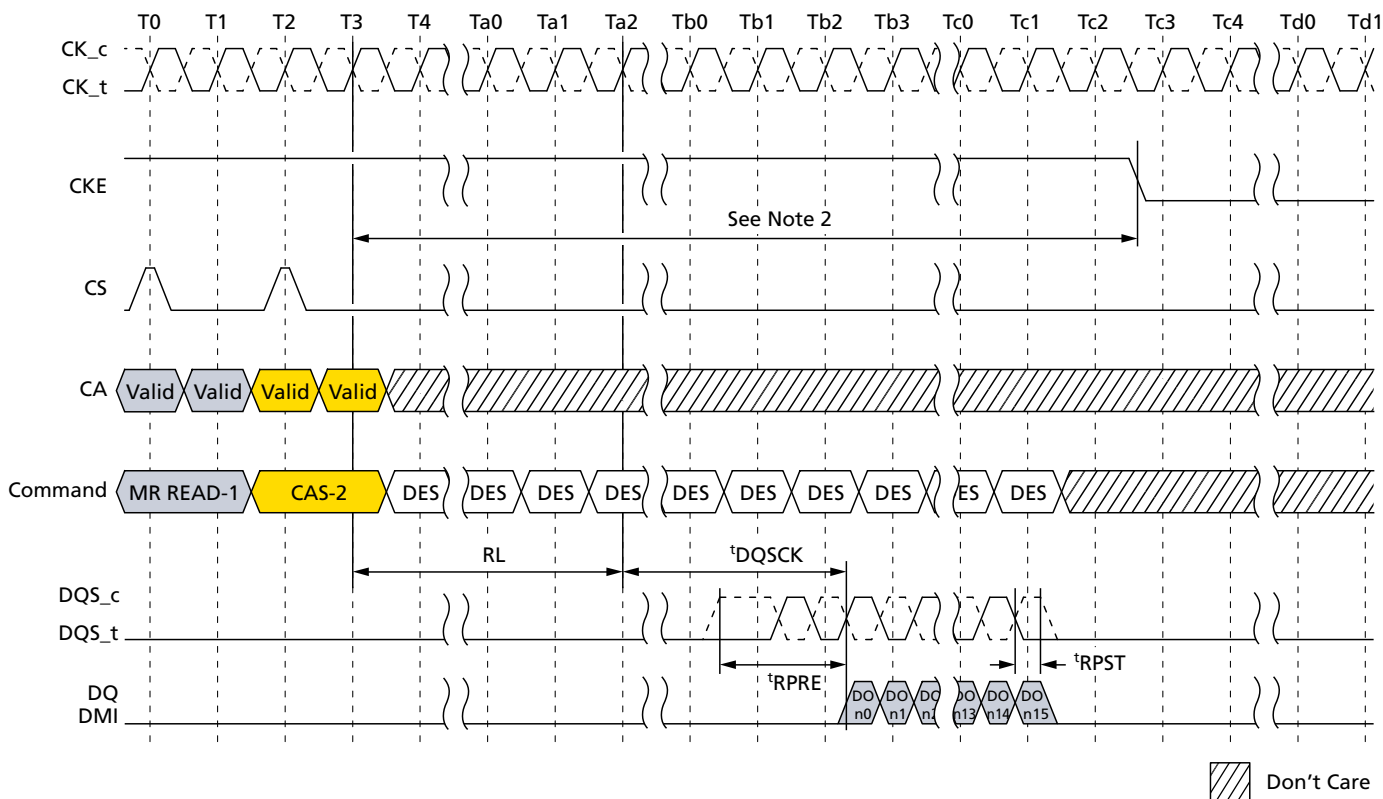 T0 T1 T2 T3 T4 Ta0 Ta1 Ta2 Tb0 Tb1 Tb2 Tb3 Tc0 Tc1 Tc2 Tc3 Tc4 Td0 Td1
CK_c
CK_t
CKE
See Note 2
CS
CA Valid Valid Valid Valid
Command MR READ-1 CAS-2 DES DES DES DES DES DES DES DES ES DES
RL tDQSCK
DQS_c
DQS_t
tRPRE tRPST
DQ DO DO DO DO DO DO
DMI n0 n1 n2 n13 n14 n15
Don't Care